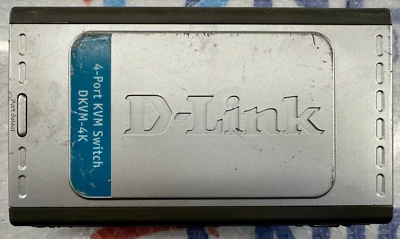 4-Port KVM Switch
DKVM-4K
D-Link